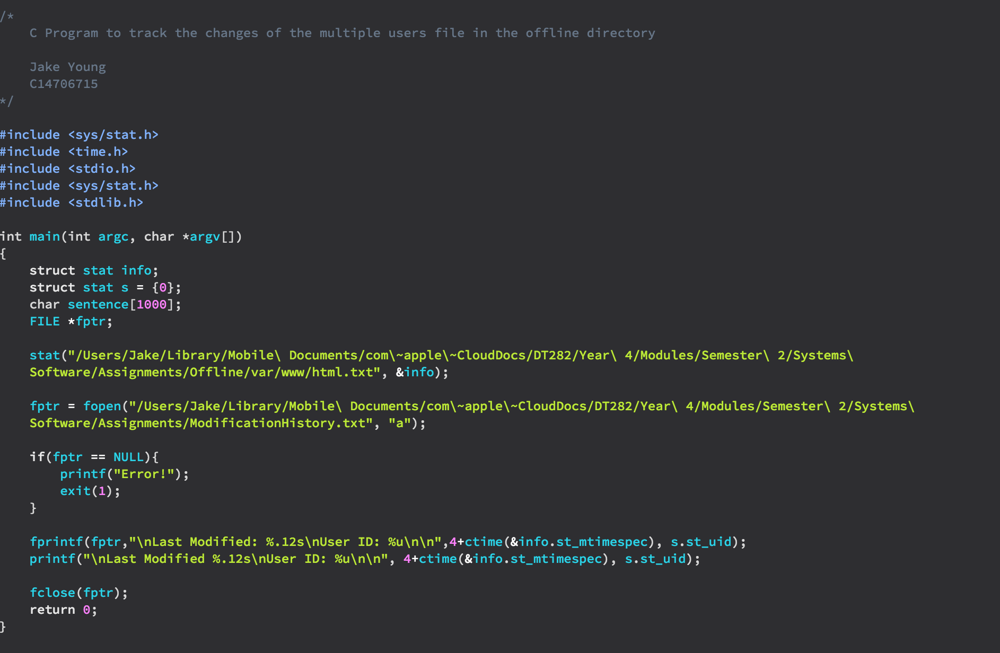 /*
    C Program to track the changes of the multiple users file in the offline directory

    Jake Young
    C14706715
*/

#include <sys/stat.h>
#include <time.h>
#include <stdio.h>
#include <sys/stat.h>
#include <stdlib.h>

int main(int argc, char *argv[])
{
    struct stat info;
    struct stat s = {0};
    char sentence[1000];
    FILE *fptr;

    stat("/Users/Jake/Library/Mobile\ Documents/com\~apple\~CloudDocs/DT282/Year\ 4/Modules/Semester\ 2/Systems\
    Software/Assignments/Offline/var/www/html.txt", &info);

    fptr = fopen("/Users/Jake/Library/Mobile\ Documents/com\~apple\~CloudDocs/DT282/Year\ 4/Modules/Semester\ 2/Systems\
    Software/Assignments/ModificationHistory.txt", "a");

    if(fptr == NULL){
        printf("Error!");
        exit(1);
    }

    fprintf(fptr,"\nLast Modified: %.12s\nUser ID: %u\n\n",4+ctime(&info.st_mtimespec), s.st_uid);
    printf("\nLast Modified %.12s\nUser ID: %u\n\n", 4+ctime(&info.st_mtimespec), s.st_uid);

    fclose(fptr);
    return 0;
}